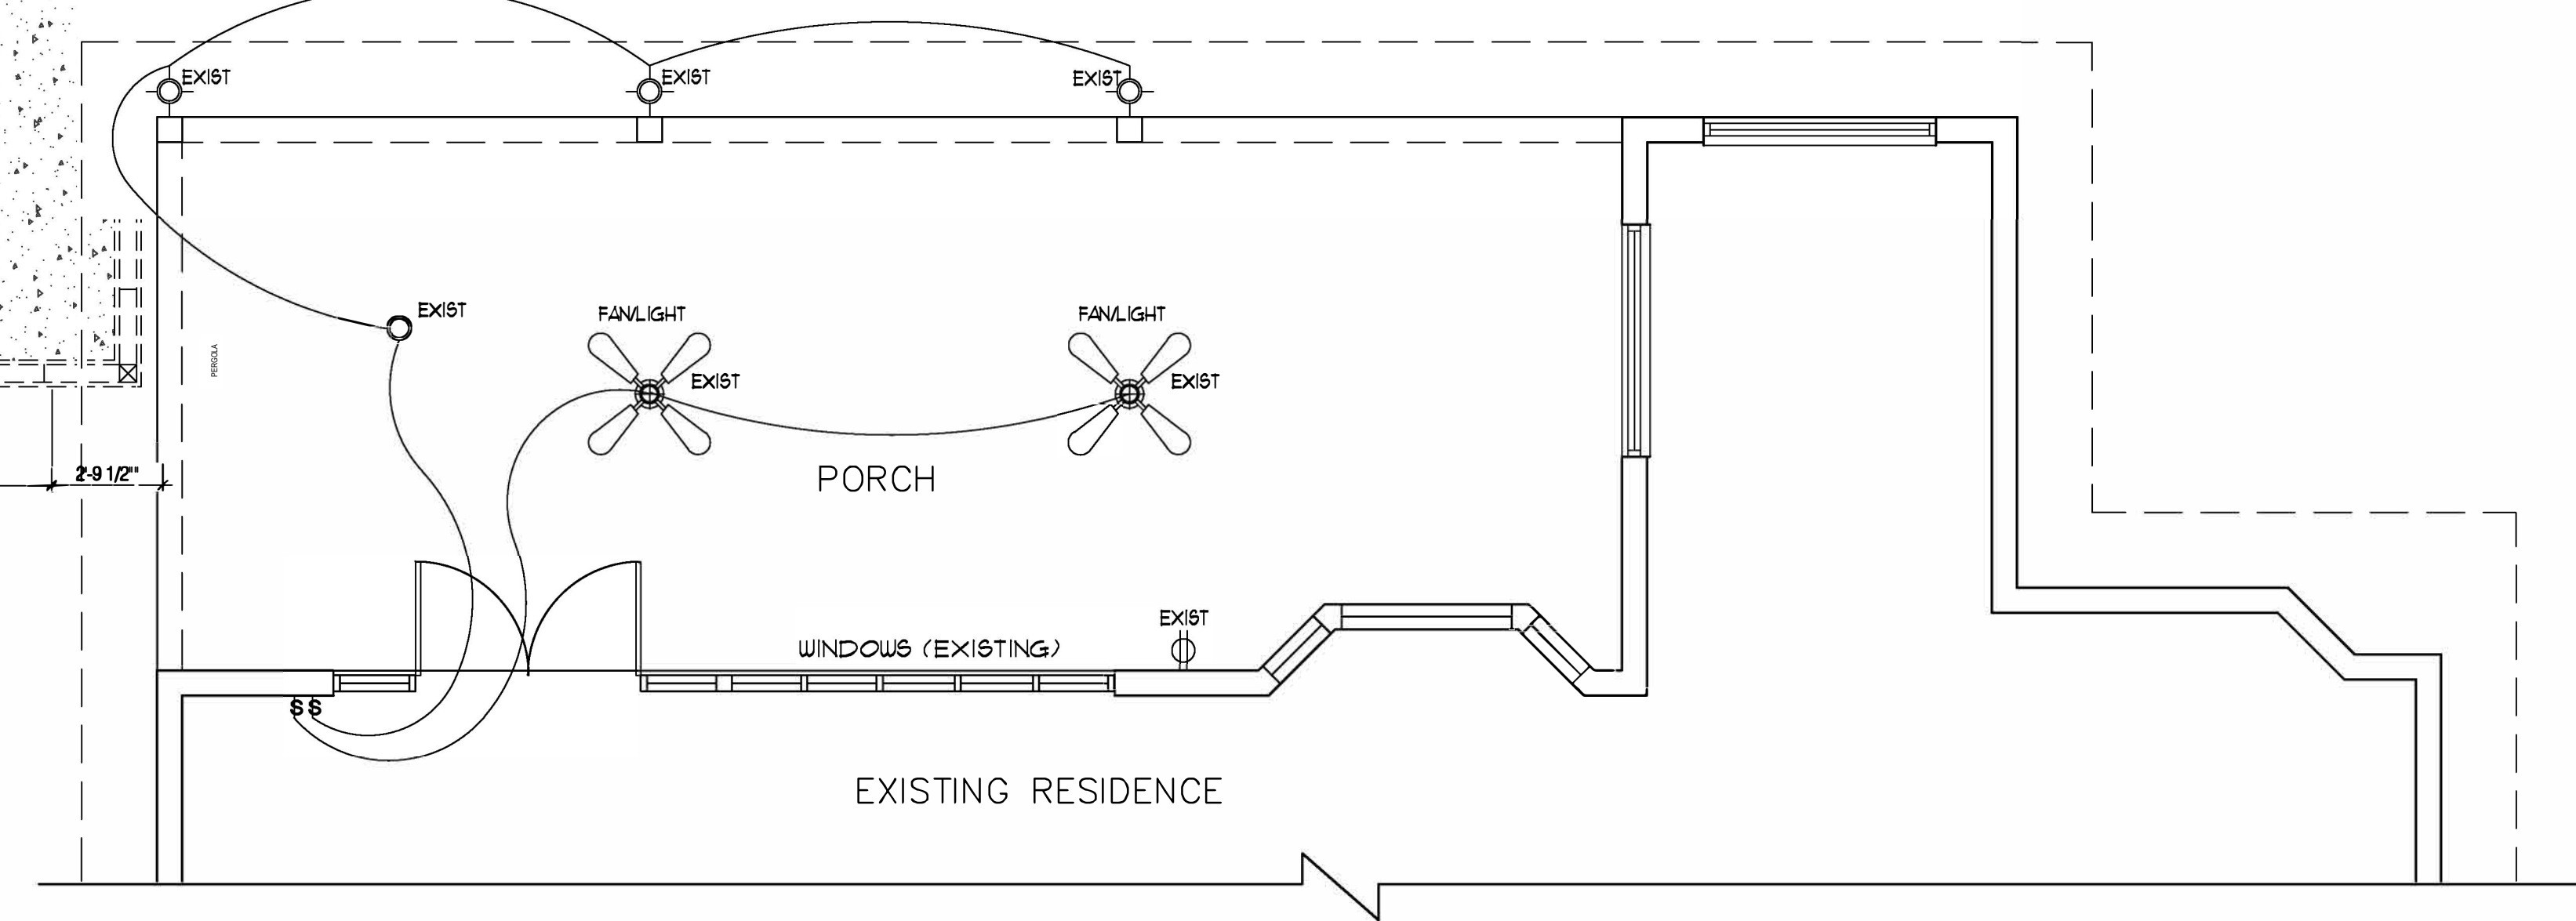 EXIST
EXIST
EXIST
EXIST
FAN/LIGHT
FAN/LIGHT
PERGOLA
EXIST
EXIST
2'-9 1/2""
PORCH
EXIST
WINDOWS (EXISTING)
S S
EXISTING RESIDENCE